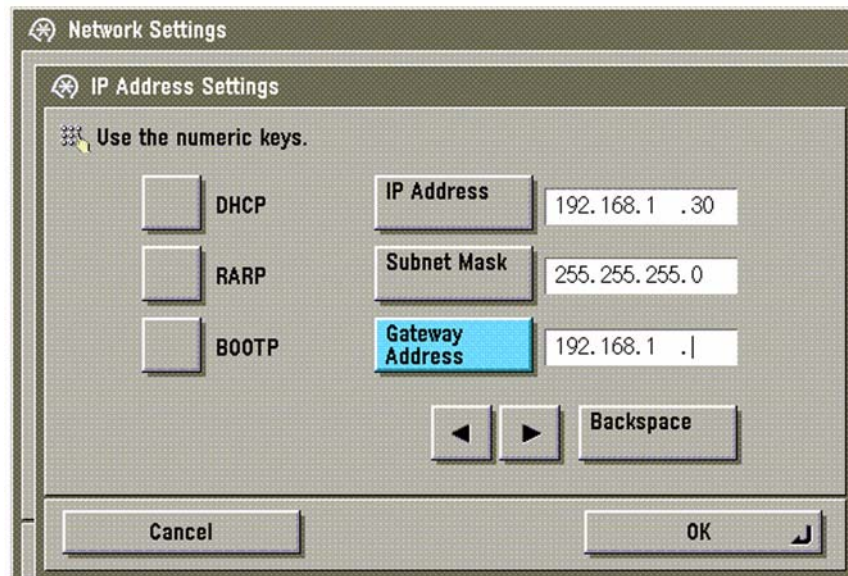 Network Settings
IP Address Settings
Use the numeric keys.
DHCP
IP Address
192.168.1 .30
RARP
Subnet Mask
255.255.255.0
BOOTP
Gateway
Address
192.168.1 .
Backspace
Cancel
OK